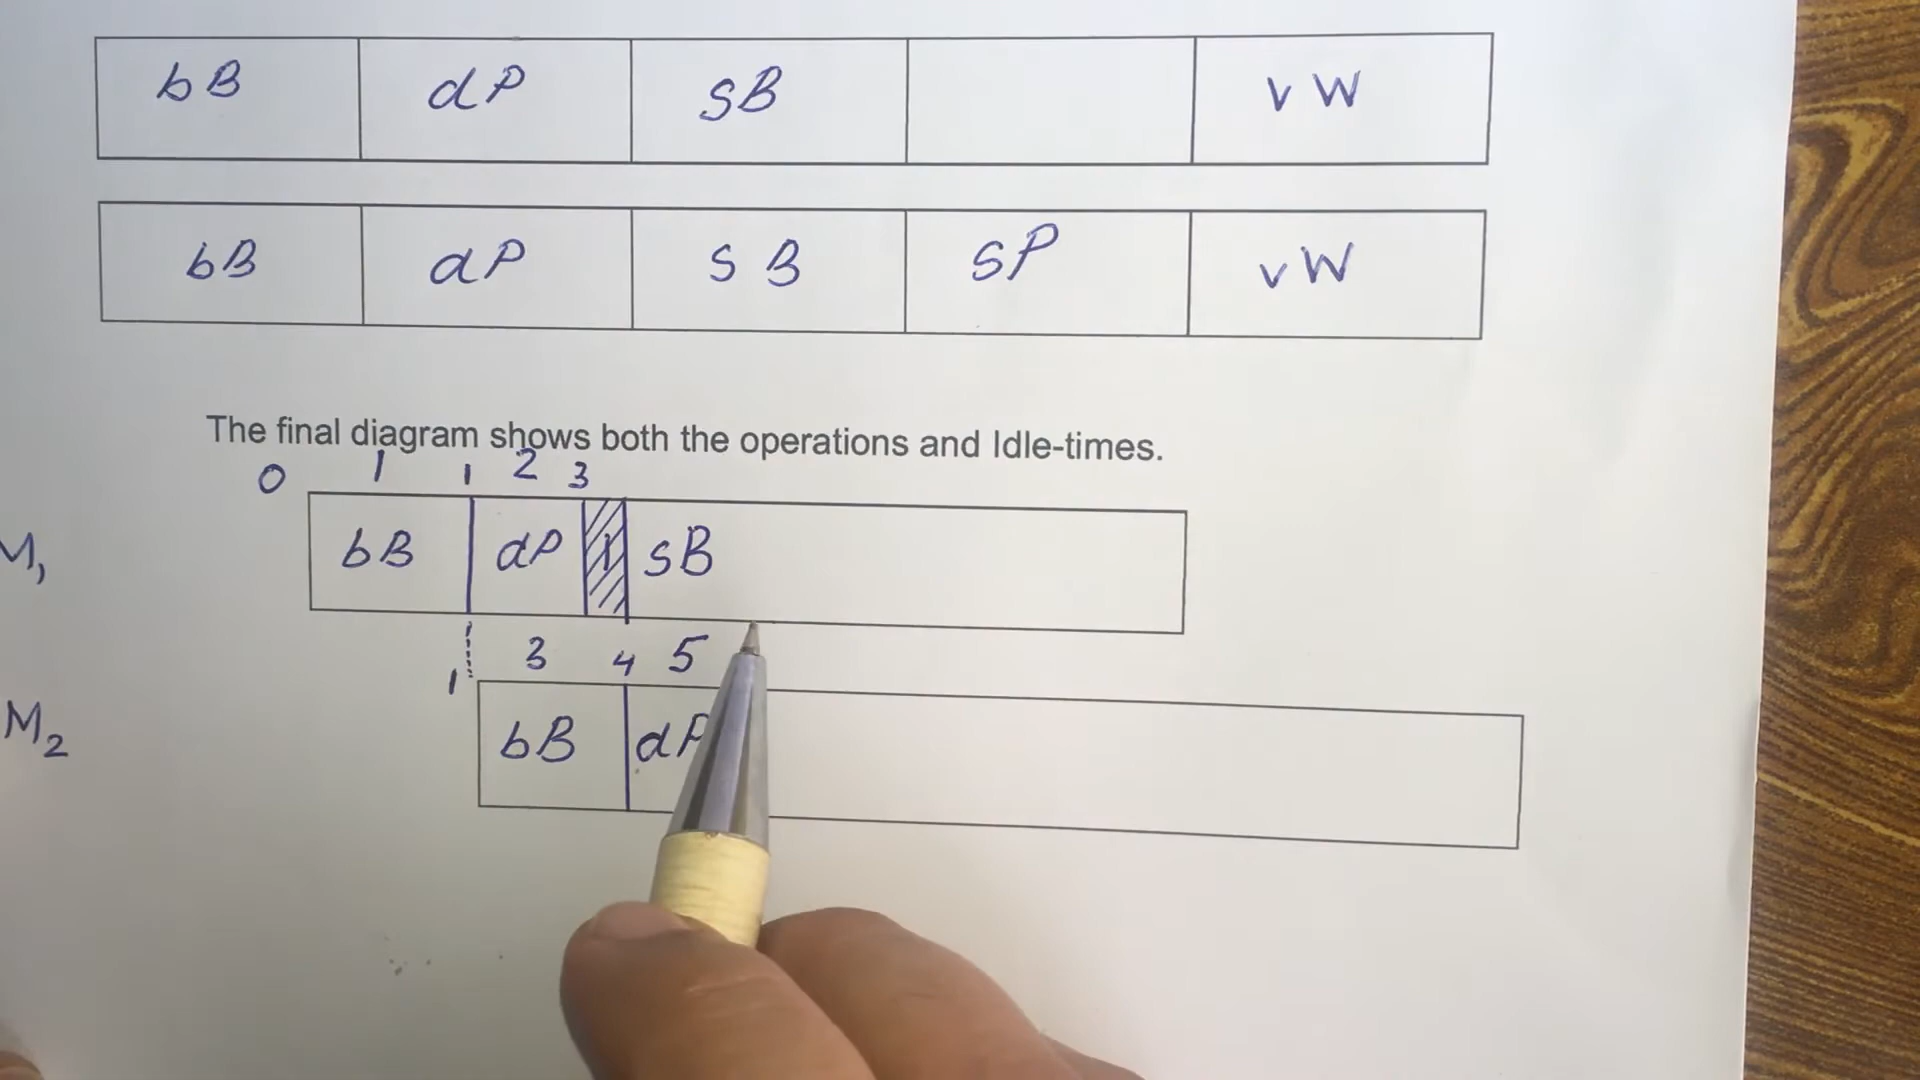 bB dP SB vW
bB dP SB SP vW
The final diagram shows both the operations and Idle-times.
0 1 1 2 3
M1 bB dP 1 SB
1 3 4 5
M2 bB dP